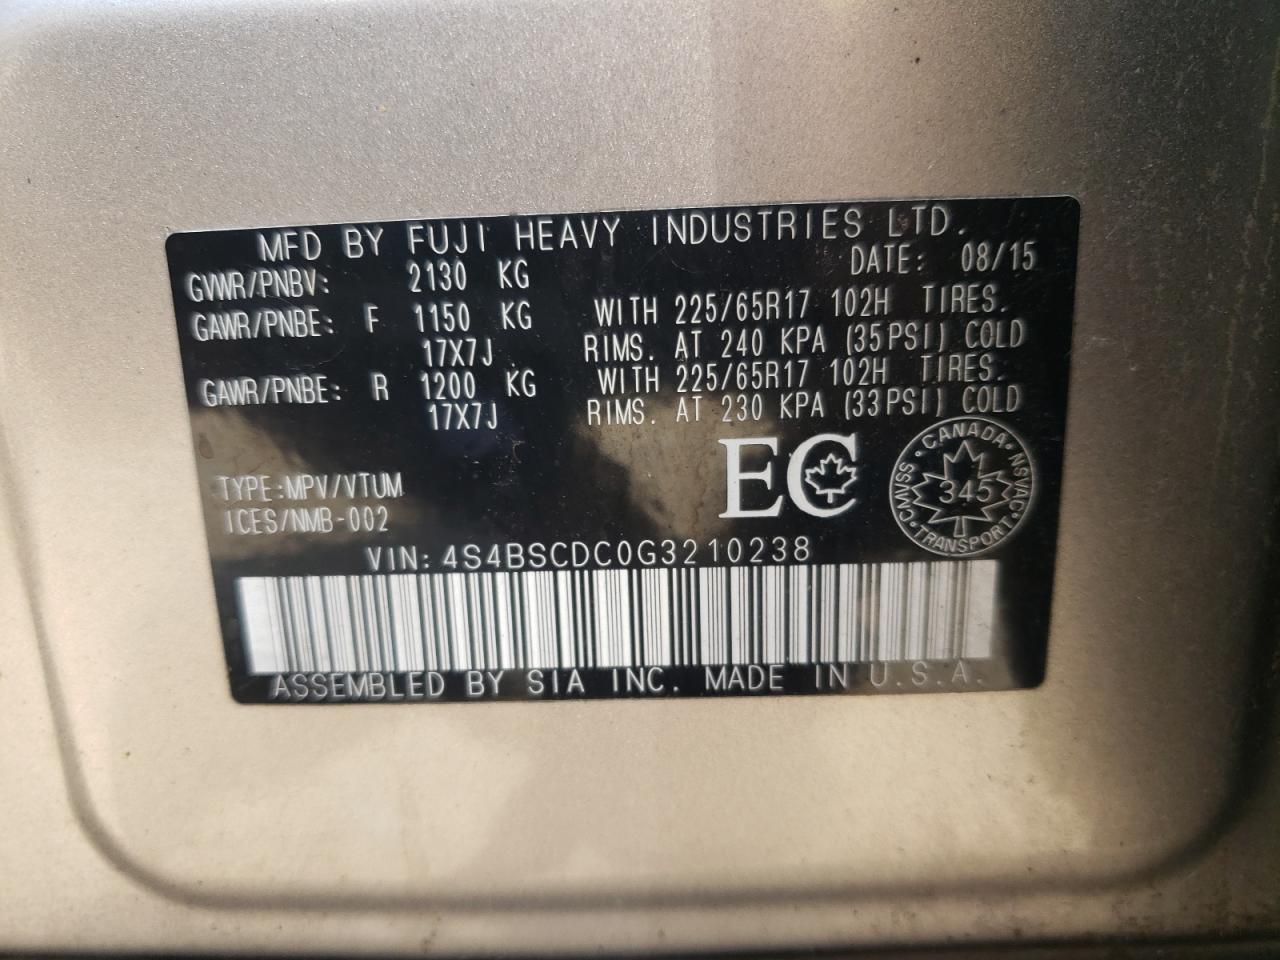 MFD BY FUJI HEAVY INDUSTRIES LTD.
GVWR/PNBV: 2130 KG DATE: 08/15
GAWR/PNBE: F 1150 KG WITH 225/65R17 102H TIRES.
17X7J RIMS. AT 240 KPA (35PSI) COLD
GAWR/PNBE: R 1200 KG WITH 225/65R17 102H TIRES.
17X7J RIMS. AT 230 KPA (33PSI) COLD
EC
CANADA
CMVSS 345 NSVAC
TRANSPORT
TYPE:MPV/VTUM
ICES/NMB-002
VIN: 4S4BSCDC0G3210238
ASSEMBLED BY SIA INC. MADE IN U.S.A.